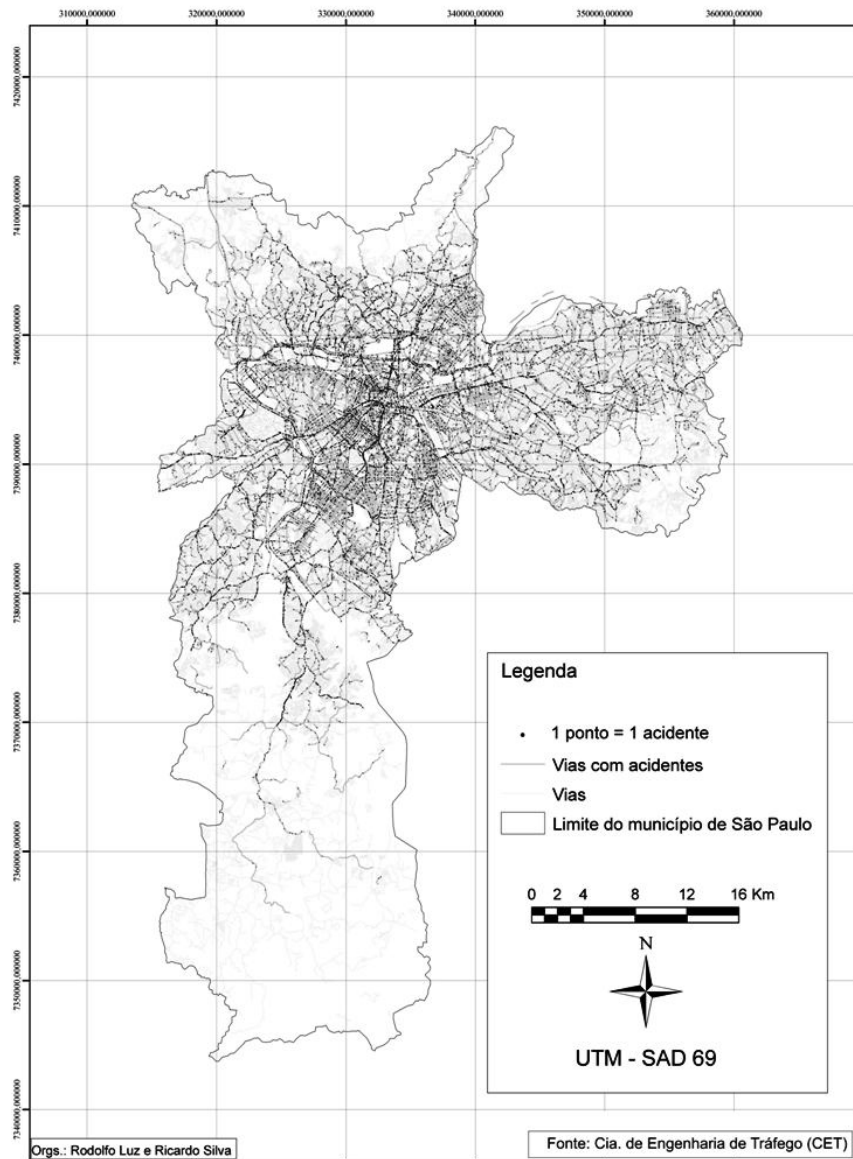 310000,000000 320000,000000 330000,000000 340000,000000 350000,000000 360000,000000
7420000,000000
7410000,000000
7400000,000000
7390000,000000
7380000,000000
7370000,000000
7360000,000000
7350000,000000
7340000,000000
Legenda
1 ponto = 1 acidente
Vias com acidentes
Vias
Limite do município de São Paulo
0 2 4 8 12 16 Km
N
UTM - SAD 69
Orgs.: Rodolfo Luz e Ricardo Silva
Fonte: Cia. de Engenharia de Tráfego (CET)